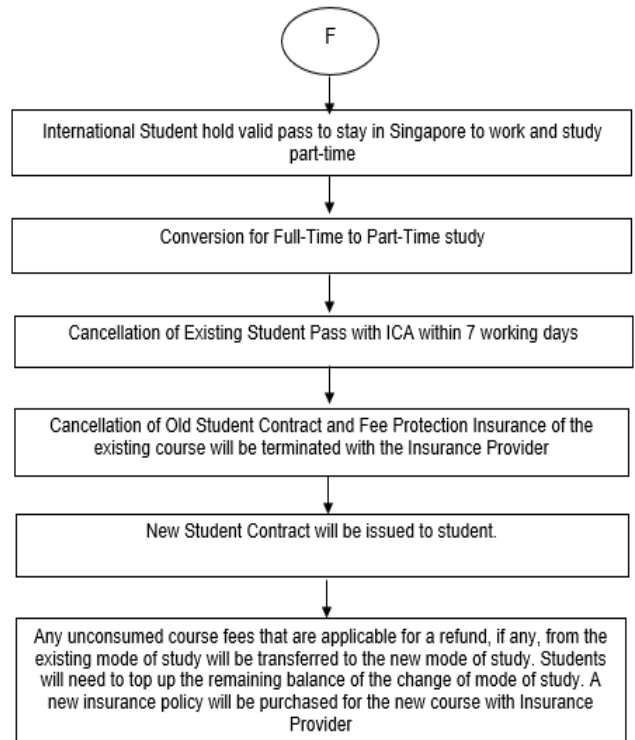 F
International Student hold valid pass to stay in Singapore to work and study
part-time
Conversion for Full-Time to Part-Time study
Cancellation of Existing Student Pass with ICA within 7 working days
Cancellation of Old Student Contract and Fee Protection Insurance of the
existing course will be terminated with the Insurance Provider
New Student Contract will be issued to student.
Any unconsumed course fees that are applicable for a refund, if any, from the
existing mode of study will be transferred to the new mode of study. Students
will need to top up the remaining balance of the change of mode of study. A
new insurance policy will be purchased for the new course with Insurance
Provider